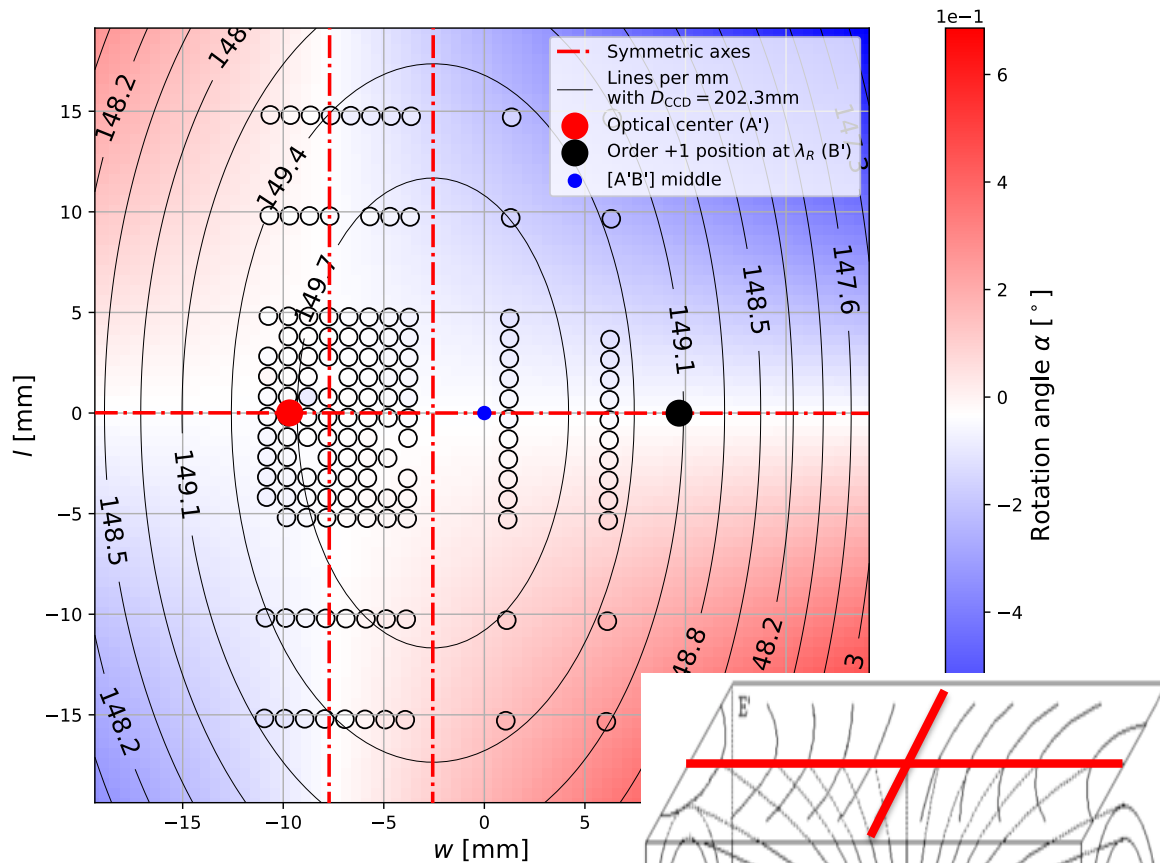 1e−1
148.2
148.
Symmetric axes
Lines per mm
with D_CCD = 202.3mm
Optical center (A')
Order +1 position at λ_R (B')
[A'B'] middle
149.4
149.7
149.1
148.5
147.6
149.1
148.5
148.2
48.8
48.2
3
15
10
5
0
−5
−10
−15
l [mm]
−15
−10
−5
0
5
w [mm]
6
4
2
0
−2
−4
Rotation angle α [°]
E'